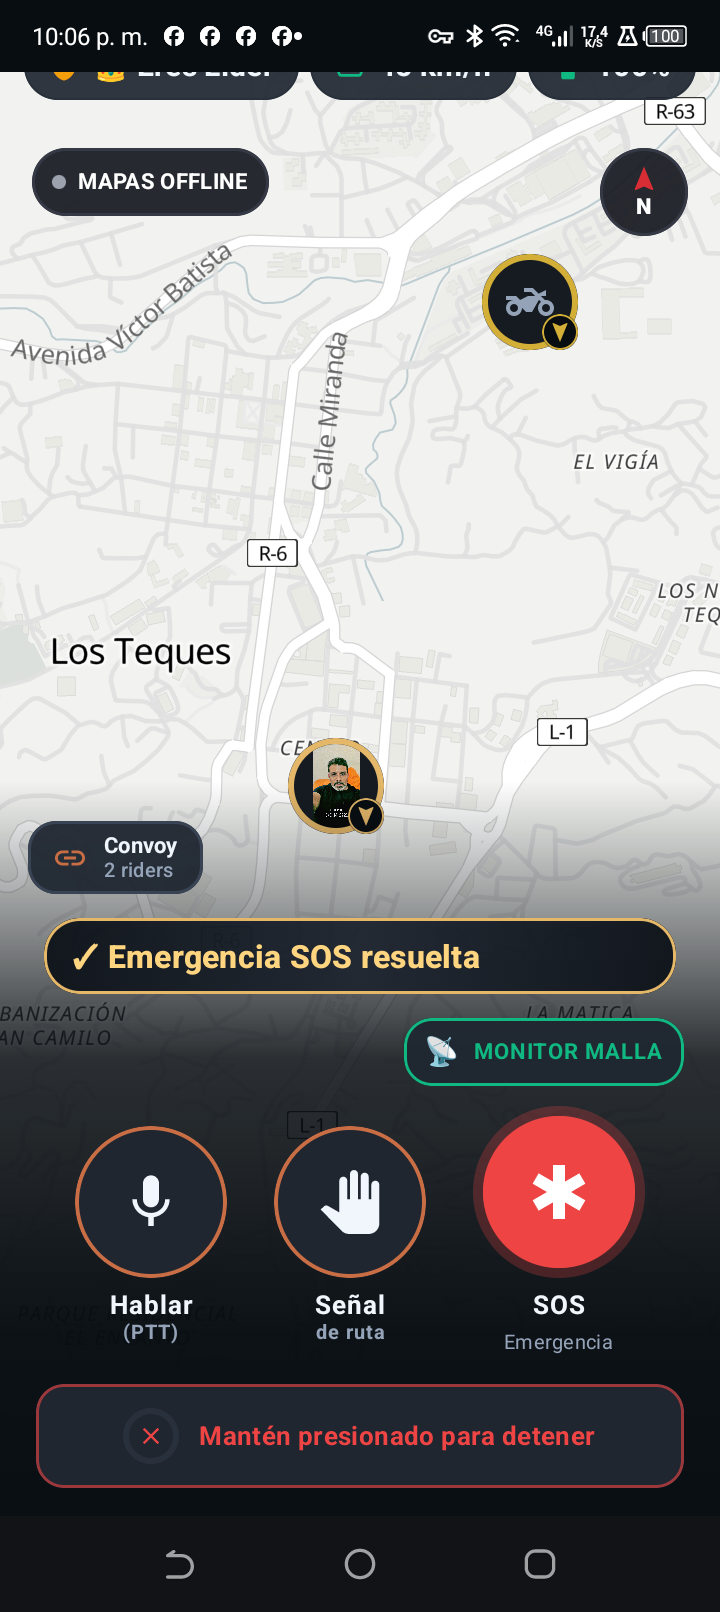 10:06 p. m.
4G
17,4
K/S
100
Eres Líder
R-63
MAPAS OFFLINE
N
Avenida Víctor Batista
Calle Miranda
EL VIGÍA
R-6
LOS N
TEQ
Los Teques
L-1
Convoy
2 riders
✓ Emergencia SOS resuelta
BANIZACIÓN
AN CAMILO
LA MATICA
MONITOR MALLA
L-1
Hablar
(PTT)
Señal
de ruta
SOS
Emergencia
Mantén presionado para detener